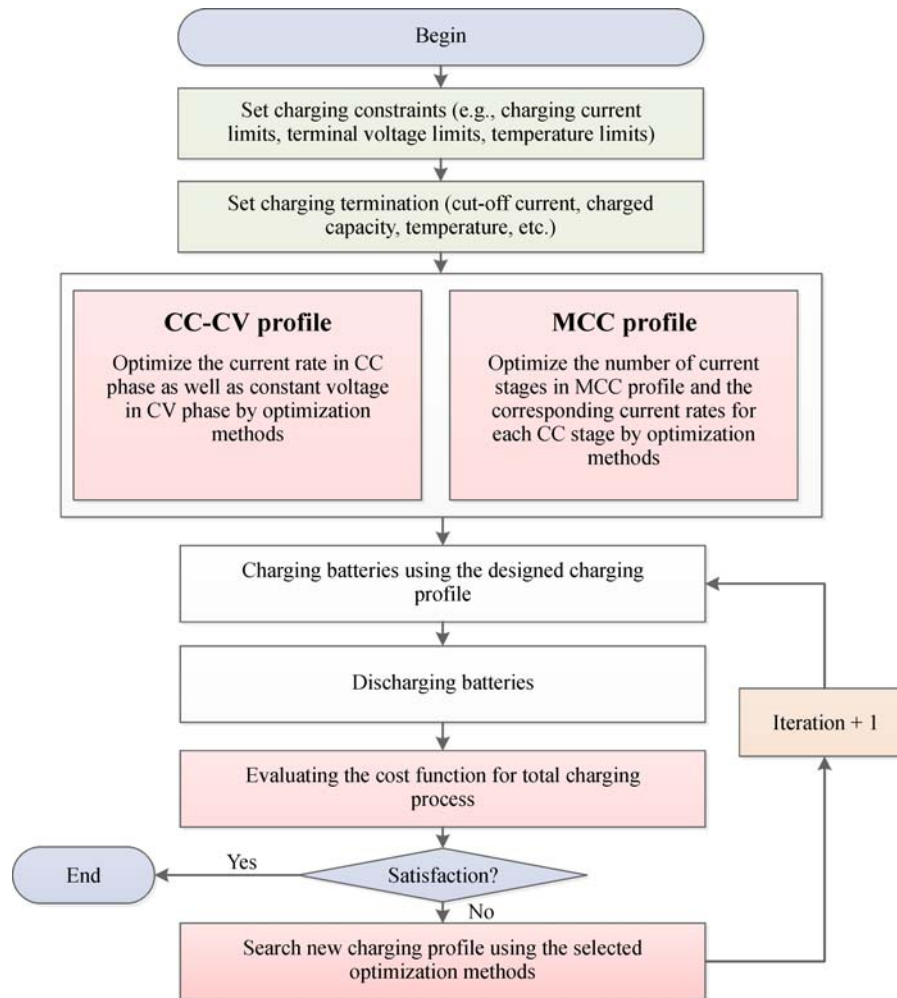 Begin
Set charging constraints (e.g., charging current
limits, terminal voltage limits, temperature limits)
Set charging termination (cut-off current, charged
capacity, temperature, etc.)
CC-CV profile
Optimize the current rate in CC
phase as well as constant voltage
in CV phase by optimization
methods
MCC profile
Optimize the number of current
stages in MCC profile and the
corresponding current rates for
each CC stage by optimization
methods
Charging batteries using the designed charging
profile
Discharging batteries
Iteration + 1
Evaluating the cost function for total charging
process
Satisfaction?
Yes
End
No
Search new charging profile using the selected
optimization methods